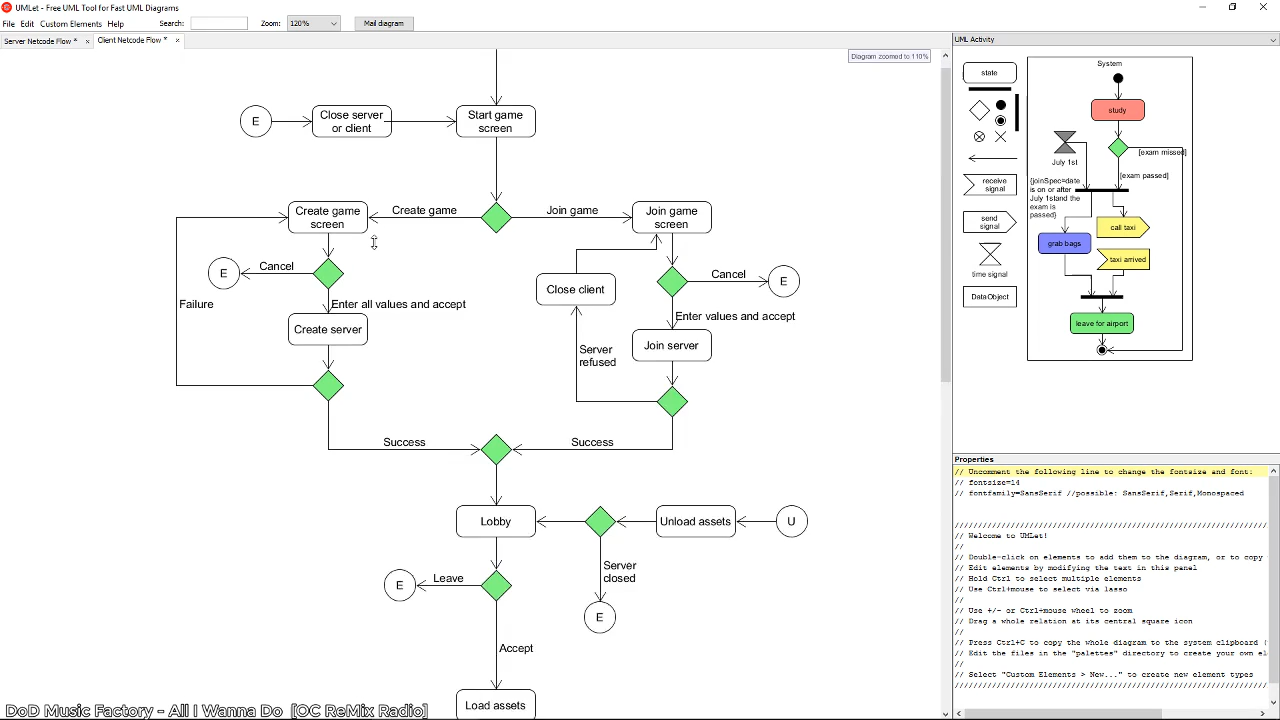 UMLet - Free UML Tool for Fast UML Diagrams
File Edit Custom Elements Help Search: Zoom: 120% Mail diagram
Server Netcode Flow * × Client Netcode Flow * ×
Diagram zoomed to 110%
E
Close server
or client
Start game
screen
Create game
screen
Create game
Join game
Join game
screen
E
Cancel
Close client
Cancel
E
Failure
Enter all values and accept
Enter values and accept
Create server
Server
refused
Join server
Success
Success
Lobby
Unload assets
U
E
Leave
Server
closed
E
Accept
Load assets
DoD Music Factory - All I Wanna Do [OC ReMix Radio]
UML Activity
state
receive
signal
send
signal
time signal
DataObject
System
study
July 1st
[exam missed]
[exam passed]
{joinSpec=date
is on or after
July 1stand the
exam is
passed}
call taxi
grab bags
taxi arrived
leave for airport
Properties
// Uncomment the following line to change the fontsize and font:
// fontsize=14
// fontfamily=SansSerif //possible: SansSerif,Serif,Monospaced
//////////////////////////////////////////////////////////////
// Welcome to UMLet!
//
// Double-click on elements to add them to the diagram, or to copy
// Edit elements by modifying the text in this panel
// Hold Ctrl to select multiple elements
// Use Ctrl+mouse to select via lasso
//
// Use +/- or Ctrl+mouse wheel to zoom
// Drag a whole relation at its central square icon
//
// Press Ctrl+C to copy the whole diagram to the system clipboard (
// Edit the files in the "palettes" directory to create your own el
//
// Select "Custom Elements > New..." to create new element types
//////////////////////////////////////////////////////////////